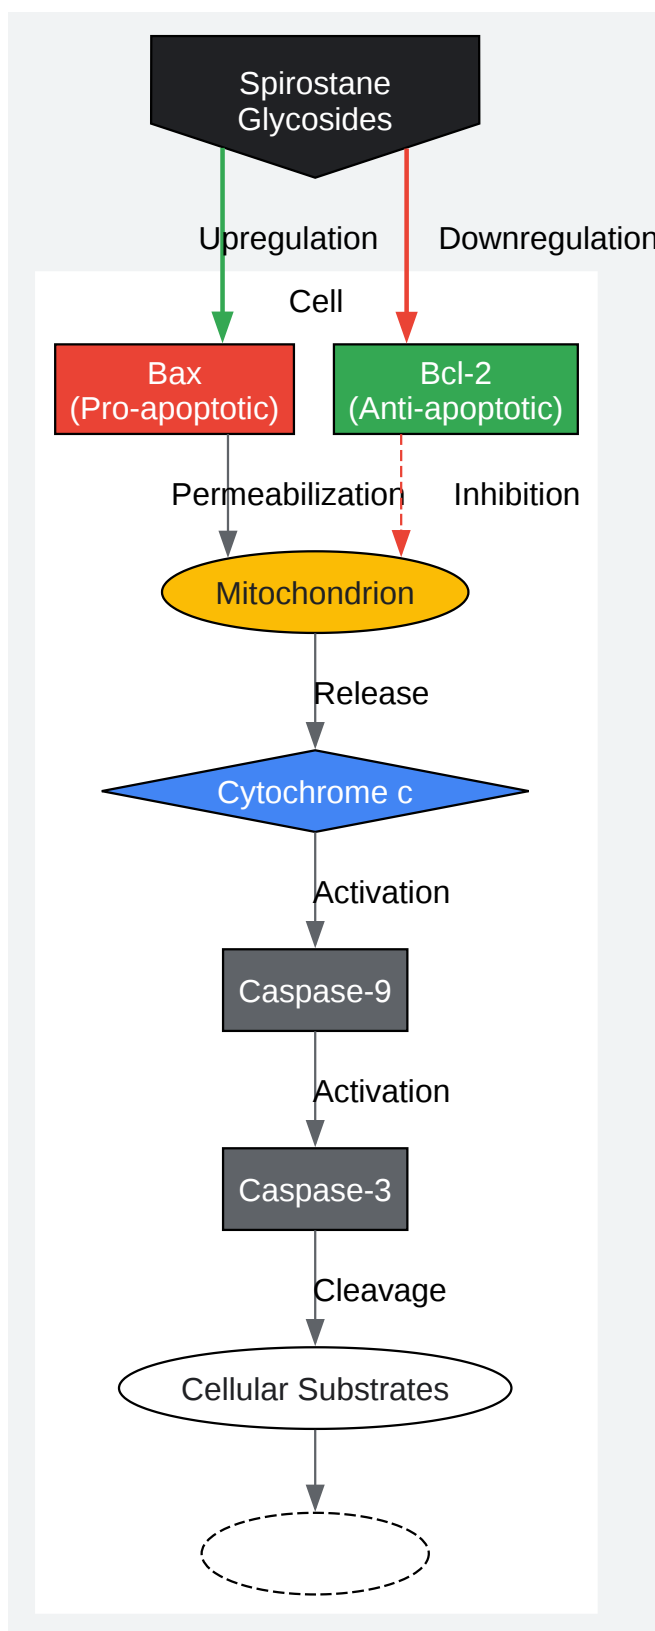 Spirostane
Glycosides
Upregulation
Downregulation
Cell
Bax
(Pro-apoptotic)
Bcl-2
(Anti-apoptotic)
Permeabilization
Inhibition
Mitochondrion
Release
Cytochrome c
Activation
Caspase-9
Activation
Caspase-3
Cleavage
Cellular Substrates